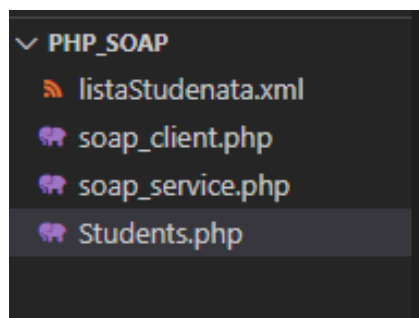 PHP_SOAP
listaStudenata.xml
soap_client.php
soap_service.php
Students.php